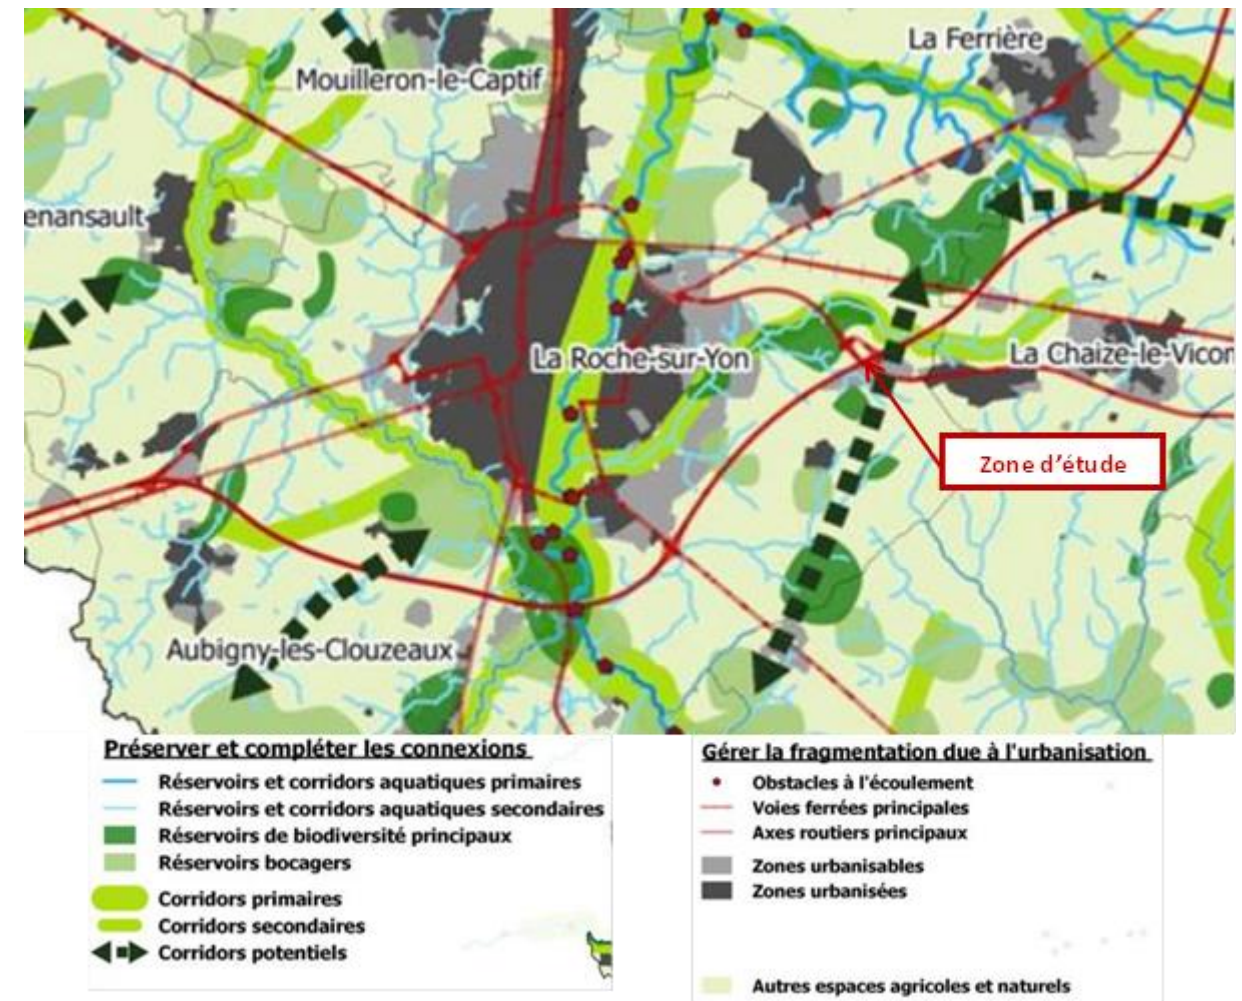 La Ferrière
Mouilleron-le-Captif
enansault
La Roche-sur-Yon
La Chaize-le-Vicor
Zone d'étude
Aubigny-les-Clouzeaux
Préserver et compléter les connexions
Réservoirs et corridors aquatiques primaires
Réservoirs et corridors aquatiques secondaires
Réservoirs de biodiversité principaux
Réservoirs bocagers
Corridors primaires
Corridors secondaires
Corridors potentiels
Gérer la fragmentation due à l'urbanisation
Obstacles à l'écoulement
Voies ferrées principales
Axes routiers principaux
Zones urbanisables
Zones urbanisées
Autres espaces agricoles et naturels